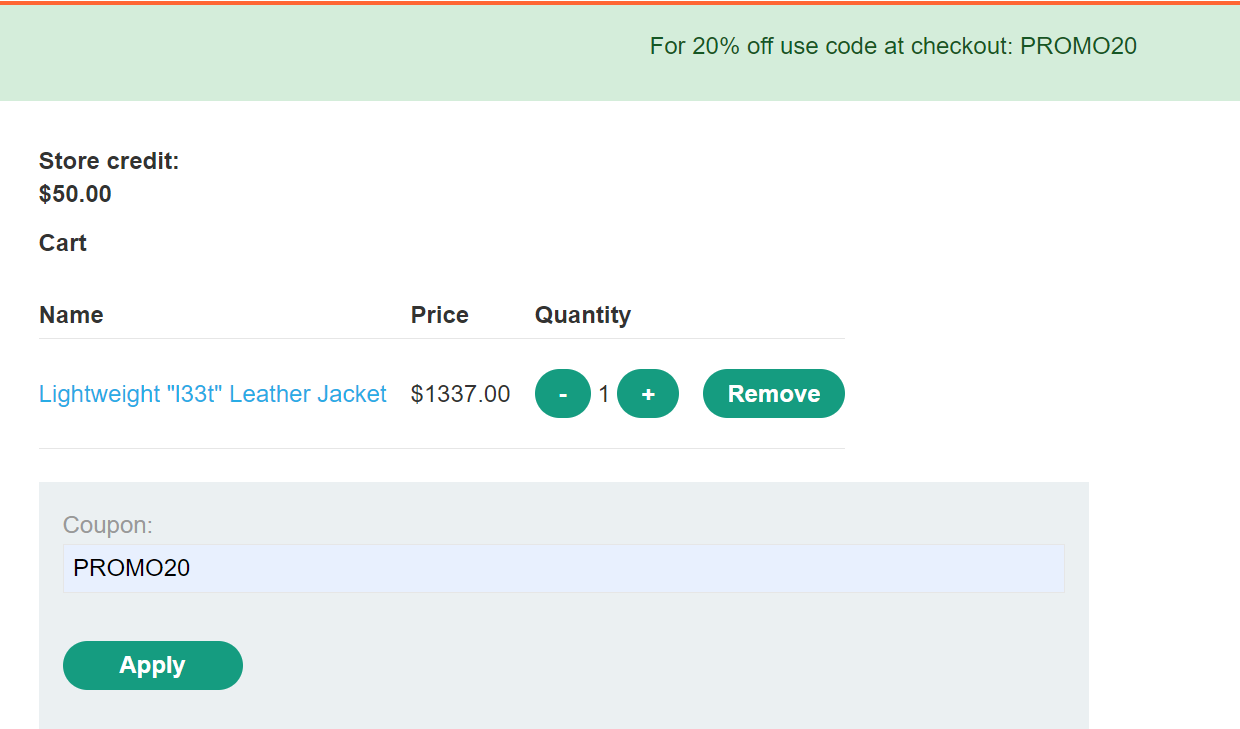 For 20% off use code at checkout: PROMO20
Store credit:
$50.00
Cart
Name Price Quantity
Lightweight "l33t" Leather Jacket $1337.00 - 1 + Remove
Coupon:
PROMO20
Apply